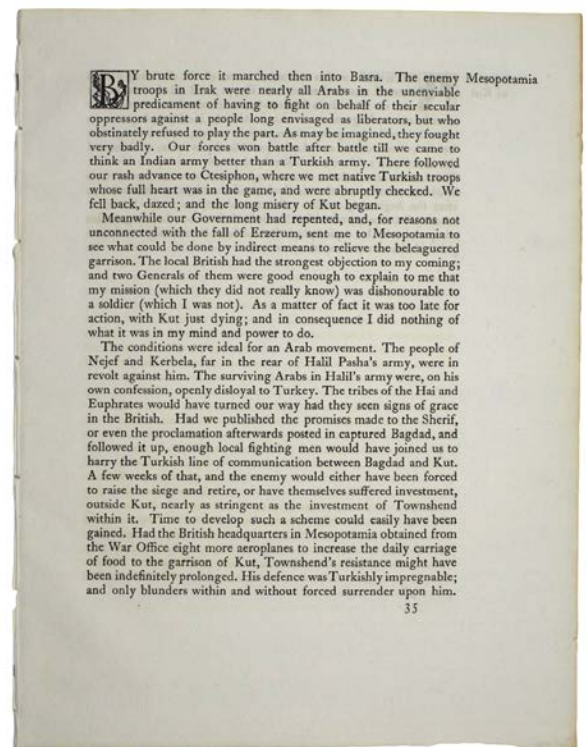 BY brute force it marched then into Basra. The enemy Mesopotamia
troops in Irak were nearly all Arabs in the unenviable
predicament of having to fight on behalf of their secular
oppressors against a people long envisaged as liberators, but who
obstinately refused to play the part. As may be imagined, they fought
very badly. Our forces won battle after battle till we came to
think an Indian army better than a Turkish army. There followed
our rash advance to Ctesiphon, where we met native Turkish troops
whose full heart was in the game, and were abruptly checked. We
fell back, dazed; and the long misery of Kut began.
Meanwhile our Government had repented, and, for reasons not
unconnected with the fall of Erzerum, sent me to Mesopotamia to
see what could be done by indirect means to relieve the beleaguered
garrison. The local British had the strongest objection to my coming;
and two Generals of them were good enough to explain to me that
my mission (which they did not really know) was dishonourable to
a soldier (which I was not). As a matter of fact it was too late for
action, with Kut just dying; and in consequence I did nothing of
what it was in my mind and power to do.
The conditions were ideal for an Arab movement. The people of
Nejef and Kerbela, far in the rear of Halil Pasha's army, were in
revolt against him. The surviving Arabs in Halil's army were, on his
own confession, openly disloyal to Turkey. The tribes of the Hai and
Euphrates would have turned our way had they seen signs of grace
in the British. Had we published the promises made to the Sherif,
or even the proclamation afterwards posted in captured Bagdad, and
followed it up, enough local fighting men would have joined us to
harry the Turkish line of communication between Bagdad and Kut.
A few weeks of that, and the enemy would either have been forced
to raise the siege and retire, or have themselves suffered investment,
outside Kut, nearly as stringent as the investment of Townshend
within it. Time to develop such a scheme could easily have been
gained. Had the British headquarters in Mesopotamia obtained from
the War Office eight more aeroplanes to increase the daily carriage
of food to the garrison of Kut, Townshend's resistance might have
been indefinitely prolonged. His defence was Turkishly impregnable;
and only blunders within and without forced surrender upon him.
35